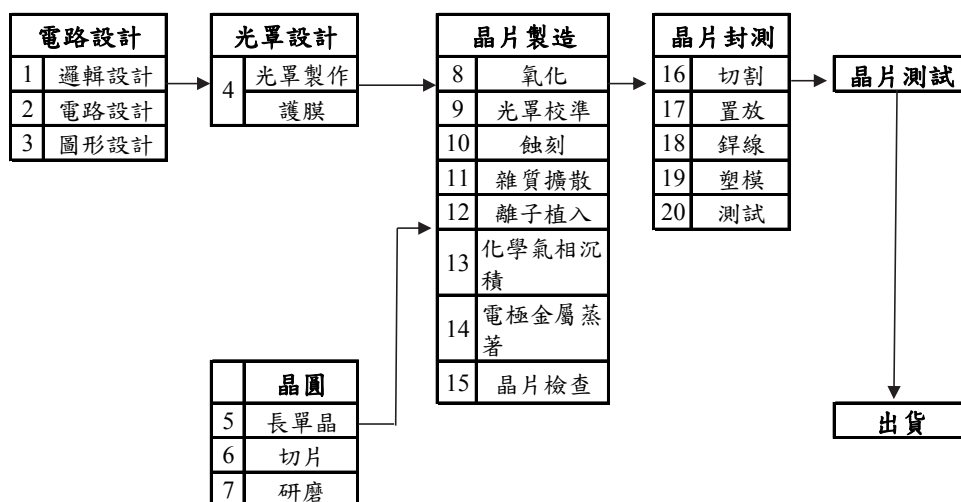 電路設計
1 邏輯設計
2 電路設計
3 圖形設計
光罩設計
4 光罩製作
護膜
晶圓
5 長單晶
6 切片
7 研磨
晶片製造
8 氧化
9 光罩校準
10 蝕刻
11 雜質擴散
12 離子植入
13 化學氣相沉
積
14 電極金屬蒸
著
15 晶片檢查
晶片封測
16 切割
17 置放
18 銲線
19 塑模
20 測試
晶片測試
出貨